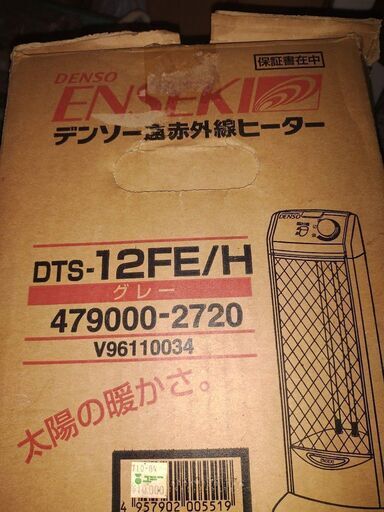 保証書在中
DENSO
ENSEKI
デンソー遠赤外線ヒーター
DENSO
DTS-12FE/H
グレー
479000-2720
V96110034
太陽の暖かさ。
4 957902 005519